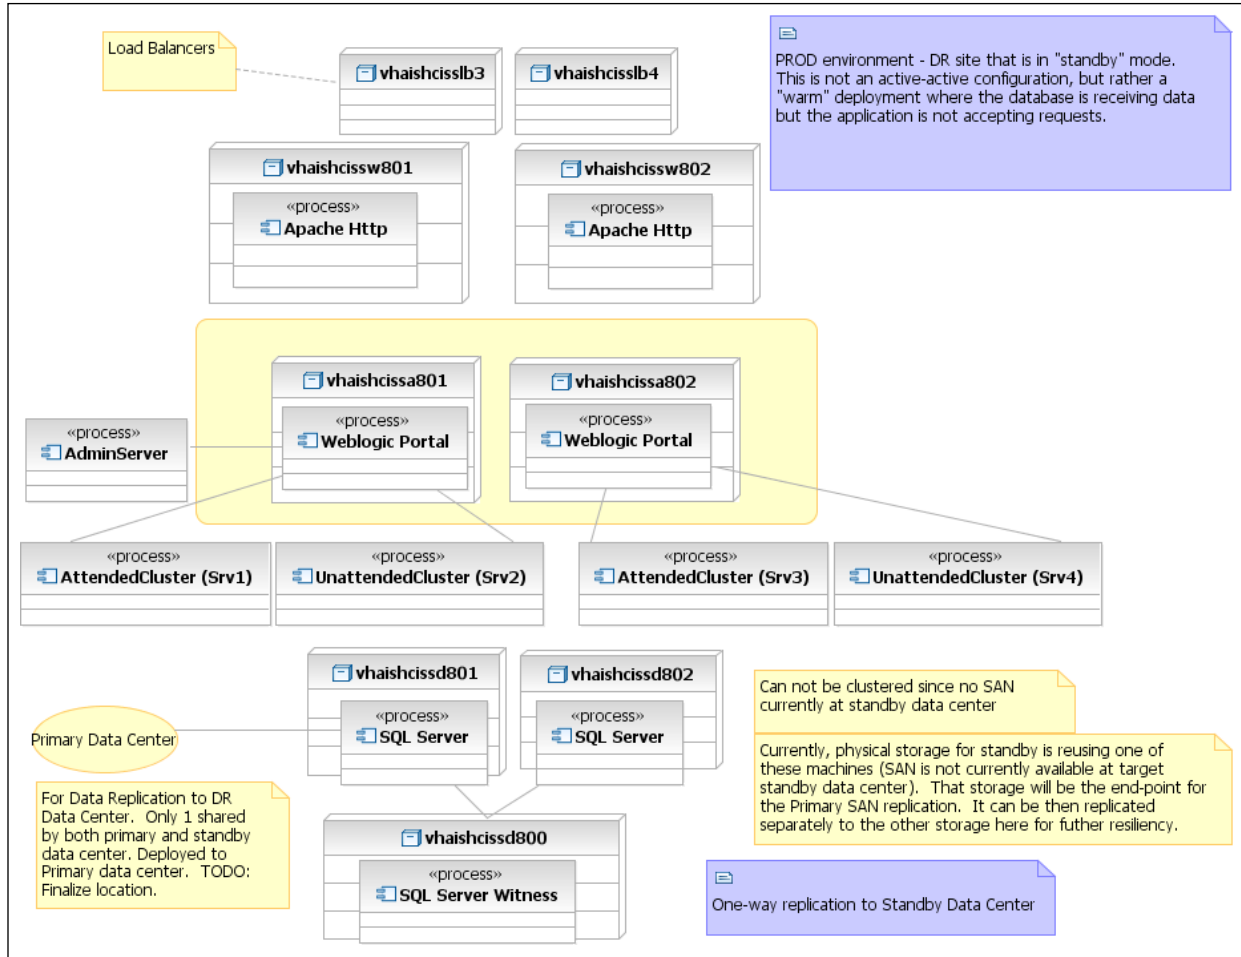 Load Balancers
vhaishcisslb3
vhaishcisslb4
PROD environment - DR site that is in "standby" mode.
This is not an active-active configuration, but rather a
"warm" deployment where the database is receiving data
but the application is not accepting requests.
vhaishcissw801
«process»
Apache Http
vhaishcissw802
«process»
Apache Http
vhaishcissa801
«process»
Weblogic Portal
vhaishcissa802
«process»
Weblogic Portal
«process»
AdminServer
«process»
AttendedCluster (Srv1)
«process»
UnattendedCluster (Srv2)
«process»
AttendedCluster (Srv3)
«process»
UnattendedCluster (Srv4)
vhaishcissd801
«process»
SQL Server
vhaishcissd802
«process»
SQL Server
Primary Data Center
Can not be clustered since no SAN
currently at standby data center
Currently, physical storage for standby is reusing one of
these machines (SAN is not currently available at target
standby data center).  That storage will be the end-point for
the Primary SAN replication.  It can be then replicated
separately to the other storage here for futher resiliency.
For Data Replication to DR
Data Center.  Only 1 shared
by both primary and standby
data center. Deployed to
Primary data center.  TODO:
Finalize location.
vhaishcissd800
«process»
SQL Server Witness
One-way replication to Standby Data Center